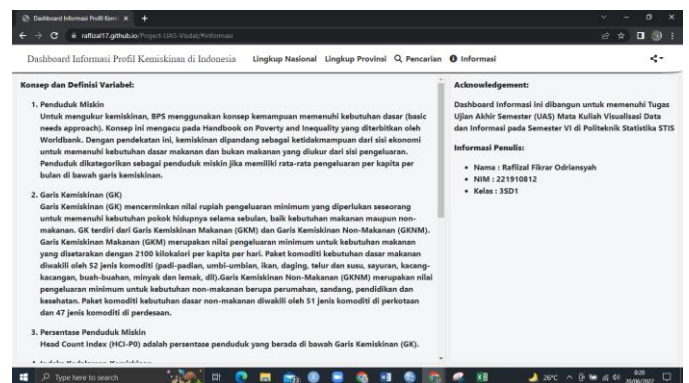 Dashboard Informasi Profil Kemi
raflizal17.github.io/Project-UAS-Visdat/#informasi
Dashboard Informasi Profil Kemiskinan di Indonesia Lingkup Nasional Lingkup Provinsi Pencarian Informasi
Konsep dan Definisi Variabel:
1. Penduduk Miskin
Untuk mengukur kemiskinan, BPS menggunakan konsep kemampuan memenuhi kebutuhan dasar (basic
needs approach). Konsep ini mengacu pada Handbook on Poverty and Inequality yang diterbitkan oleh
Worldbank. Dengan pendekatan ini, kemiskinan dipandang sebagai ketidakmampuan dari sisi ekonomi
untuk memenuhi kebutuhan dasar makanan dan bukan makanan yang diukur dari sisi pengeluaran.
Penduduk dikategorikan sebagai penduduk miskin jika memiliki rata-rata pengeluaran per kapita per
bulan di bawah garis kemiskinan.
2. Garis Kemiskinan (GK)
Garis Kemiskinan (GK) mencerminkan nilai rupiah pengeluaran minimum yang diperlukan seseorang
untuk memenuhi kebutuhan pokok hidupnya selama sebulan, baik kebutuhan makanan maupun non-
makanan. GK terdiri dari Garis Kemiskinan Makanan (GKM) dan Garis Kemiskinan Non-Makanan (GKNM).
Garis Kemiskinan Makanan (GKM) merupakan nilai pengeluaran minimum untuk kebutuhan makanan
yang disetarakan dengan 2100 kilokalori per kapita per hari. Paket komoditi kebutuhan dasar makanan
diwakili oleh 52 jenis komoditi (padi-padian, umbi-umbian, ikan, daging, telur dan susu, sayuran, kacang-
kacangan, buah-buahan, minyak dan lemak, dll).Garis Kemiskinan Non-Makanan (GKNM) merupakan nilai
pengeluaran minimum untuk kebutuhan non-makanan berupa perumahan, sandang, pendidikan dan
kesehatan. Paket komoditi kebutuhan dasar non-makanan diwakili oleh 51 jenis komoditi di perkotaan
dan 47 jenis komoditi di perdesaan.
3. Persentase Penduduk Miskin
Head Count Index (HCI-P0) adalah persentase penduduk yang berada di bawah Garis Kemiskinan (GK).
Acknowledgement:
Dashboard Informasi ini dibangun untuk memenuhi Tugas
Ujian Akhir Semester (UAS) Mata Kuliah Visualisasi Data
dan Informasi pada Semester VI di Politeknik Statistika STIS
Informasi Penulis:
Nama : Raflizal Fikrar Odriansyah
NIM : 221910812
Kelas : 3SD1
Type here to search
26°C
0:20
20/06/2022